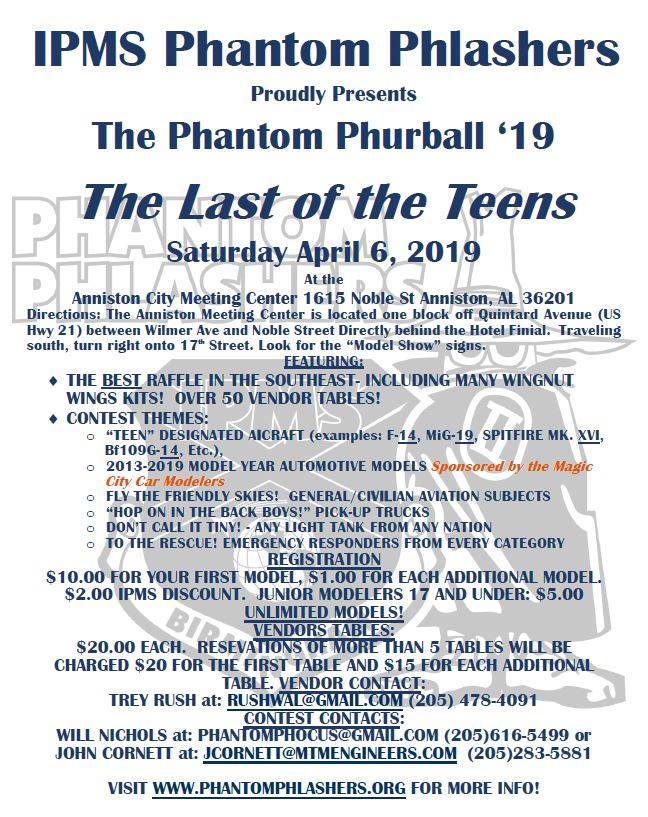 IPMS Phantom Phlashers
Proudly Presents
The Phantom Phurball ‘19
The Last of the Teens
PHANTOM
PHLASHERS
Saturday April 6, 2019
At the
Anniston City Meeting Center 1615 Noble St Anniston, AL 36201
Directions: The Anniston Meeting Center is located one block off Quintard Avenue (US
Hwy 21) between Wilmer Ave and Noble Street Directly behind the Hotel Finial. Traveling
south, turn right onto 17th Street. Look for the “Model Show” signs.
FEATURING:
♦ THE BEST RAFFLE IN THE SOUTHEAST- INCLUDING MANY WINGNUT
WINGS KITS! OVER 50 VENDOR TABLES!
♦ CONTEST THEMES:
o “TEEN” DESIGNATED AICRAFT (examples: F-14, MiG-19, SPITFIRE MK. XVI,
Bf109G-14, Etc.),
o 2013-2019 MODEL YEAR AUTOMOTIVE MODELS Sponsored by the Magic
City Car Modelers
o FLY THE FRIENDLY SKIES! GENERAL/CIVILIAN AVIATION SUBJECTS
o “HOP ON IN THE BACK BOYS!” PICK-UP TRUCKS
o DON’T CALL IT TINY! - ANY LIGHT TANK FROM ANY NATION
o TO THE RESCUE! EMERGENCY RESPONDERS FROM EVERY CATEGORY
IPMS
REGISTRATION
$10.00 FOR YOUR FIRST MODEL, $1.00 FOR EACH ADDITIONAL MODEL.
$2.00 IPMS DISCOUNT. JUNIOR MODELERS 17 AND UNDER: $5.00
UNLIMITED MODELS!
VENDORS TABLES:
$20.00 EACH. RESEVATIONS OF MORE THAN 5 TABLES WILL BE
CHARGED $20 FOR THE FIRST TABLE AND $15 FOR EACH ADDITIONAL
TABLE. VENDOR CONTACT:
TREY RUSH at: RUSHWAL@GMAIL.COM (205) 478-4091
CONTEST CONTACTS:
WILL NICHOLS at: PHANTOMPHOCUS@GMAIL.COM (205)616-5499 or
JOHN CORNETT at: JCORNETT@MTMENGINEERS.COM (205)283-5881
VISIT WWW.PHANTOMPHLASHERS.ORG FOR MORE INFO!